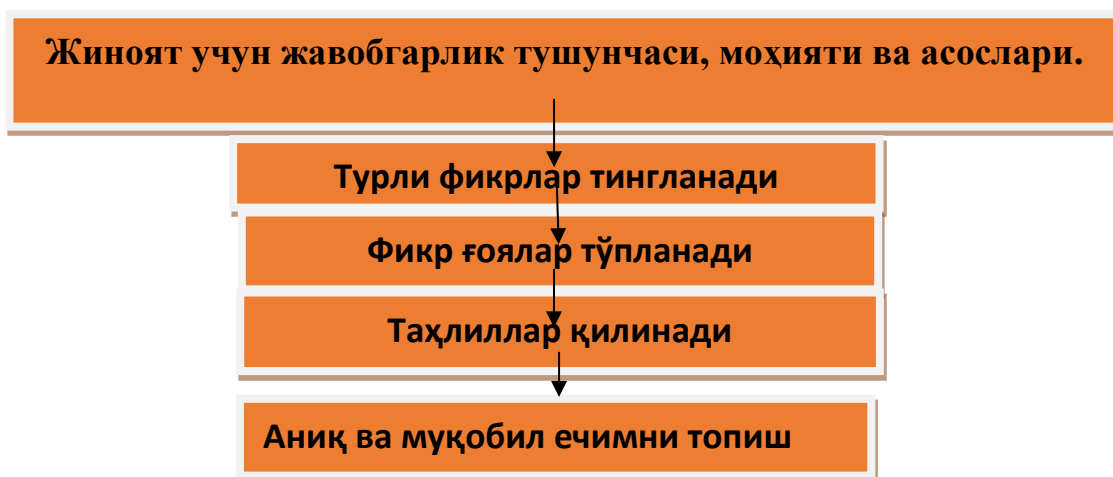 Жиноят учун жавобгарлик тушунчаси, моҳияти ва асослари.
Турли фикрлар тингланади
Фикр ғоялар тўпланади
Таҳлиллар қилинади
Аниқ ва муқобил ечимни топиш